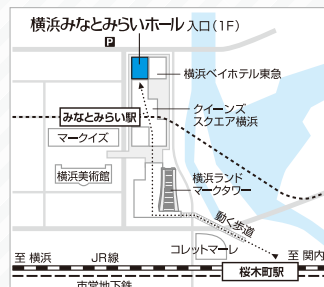 横浜みなとみらいホール 入口(1F)
P
横浜ベイホテル東急
クイーンズ
スクエア横浜
みなとみらい駅
マークイズ
横浜美術館
横浜ランド
マークタワー
動く歩道
コレットマーレ
至 横浜 JR線 至 関内
桜木町駅
市営地下鉄